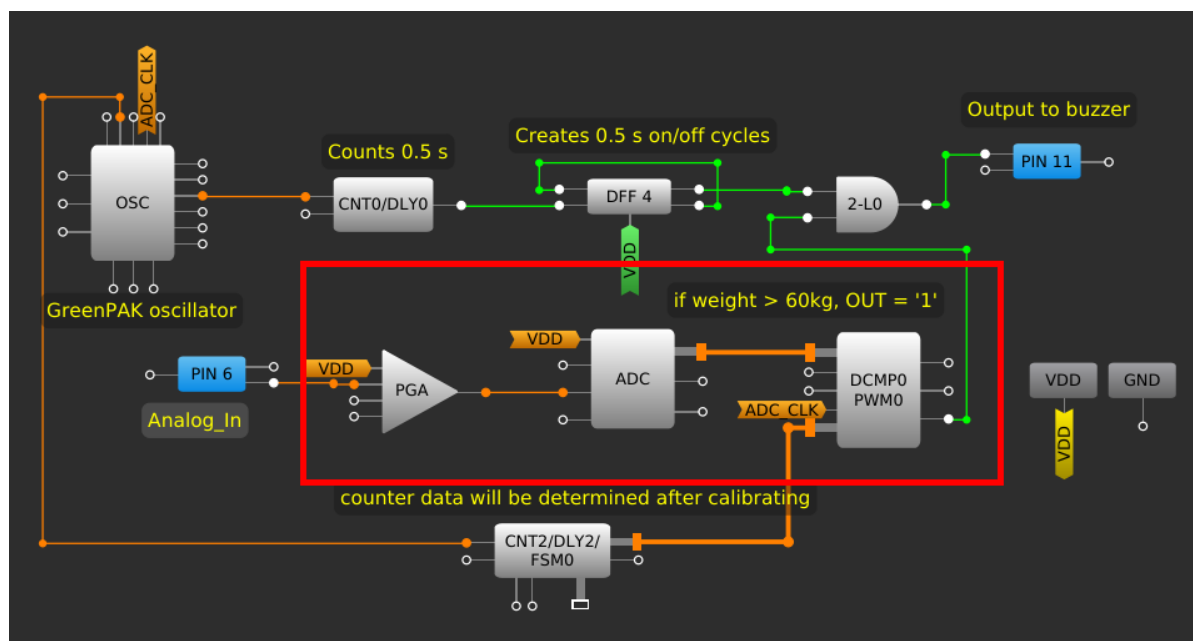 ADC_CLK
Output to buzzer
Creates 0.5 s on/off cycles
Counts 0.5 s
PIN 11
OSC
CNT0/DLY0
DFF 4
2-L0
VDD
GreenPAK oscillator
if weight > 60kg, OUT = '1'
VDD
VDD
PIN 6
PGA
ADC
DCMP0
PWM0
VDD
GND
Analog_In
ADC_CLK
VDD
counter data will be determined after calibrating
CNT2/DLY2/
FSM0